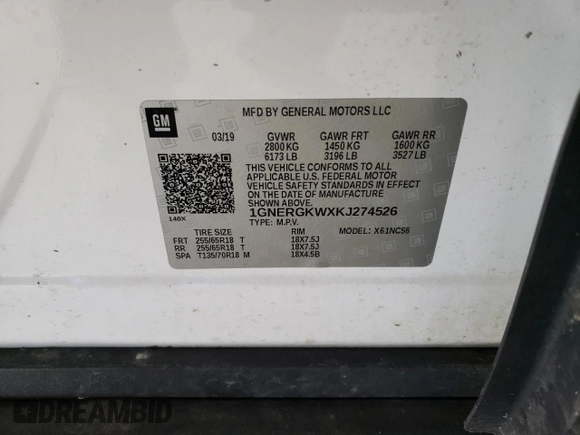 GM
MFD BY GENERAL MOTORS LLC
03/19 GVWR GAWR FRT GAWR RR
2800 KG 1450 KG 1600 KG
6173 LB 3196 LB 3527 LB
THIS VEHICLE CONFORMS TO ALL
APPLICABLE U.S. FEDERAL MOTOR
VEHICLE SAFETY STANDARDS IN EFFECT
ON THE DATE OF MANUFACTURE
SHOWN ABOVE.
140X 1GNERGKWXKJ274526
TYPE: M.P.V.
TIRE SIZE RIM MODEL: X61NC56
FRT 255/65R18 T 18X7.5J
RR 255/65R18 T 18X7.5J
SPA T135/70R18 M 18X4.5B
DREAMBID